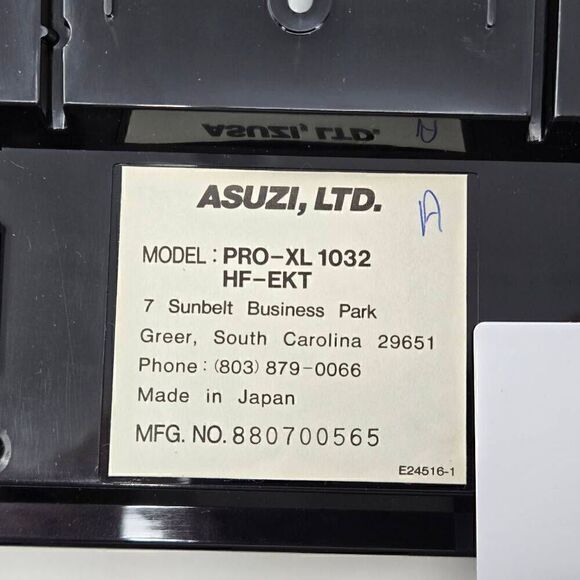 ASUZI, LTD.
A
MODEL : PRO-XL 1032
HF-EKT
7 Sunbelt Business Park
Greer, South Carolina 29651
Phone : (803) 879-0066
Made in Japan
MFG. NO. 880700565
E24516-1